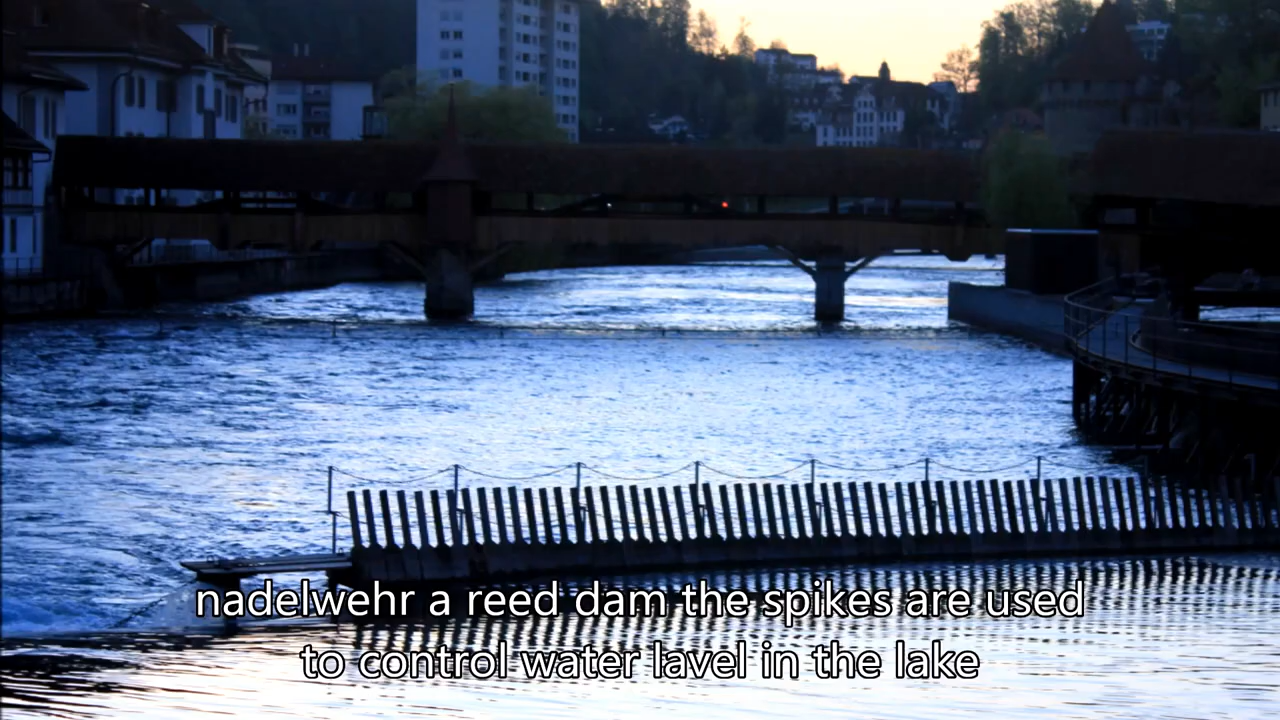 nadelwehr a reed dam the spikes are used
to control water lavel in the lake